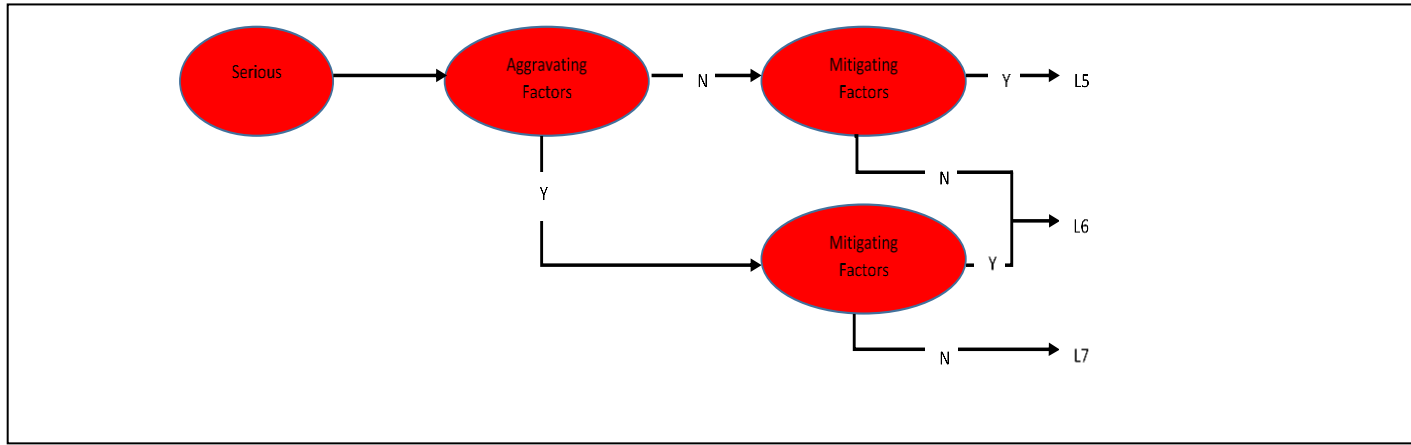 Serious
Aggravating
Factors
N
Mitigating
Factors
Y
L5
Y
N
L6
Mitigating
Factors
Y
N
L7